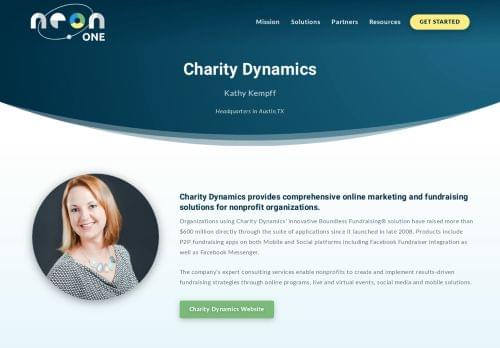 neon
ONE
Mission Solutions Partners Resources GET STARTED
Charity Dynamics
Kathy Kempff
Headquarters in Austin,TX
Charity Dynamics provides comprehensive online marketing and fundraising
solutions for nonprofit organizations.
Organizations using Charity Dynamics' innovative Boundless Fundraising® solution have raised more than
$600 million directly through the suite of applications since it launched in late 2008. Products include
P2P fundraising apps on both Mobile and Social platforms including Facebook Fundraiser integration as
well as Facebook Messenger.
The company's expert consulting services enable nonprofits to create and implement results-driven
fundraising strategies through online programs, live and virtual events, social media and mobile solutions.
Charity Dynamics Website